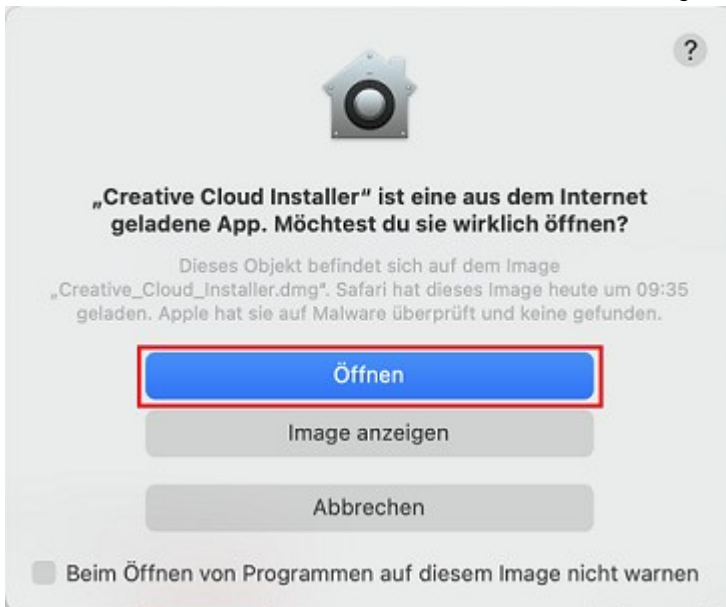 ?
„Creative Cloud Installer" ist eine aus dem Internet
geladene App. Möchtest du sie wirklich öffnen?
Dieses Objekt befindet sich auf dem Image
„Creative_Cloud_Installer.dmg". Safari hat dieses Image heute um 09:35
geladen. Apple hat sie auf Malware überprüft und keine gefunden.
Öffnen
Image anzeigen
Abbrechen
Beim Öffnen von Programmen auf diesem Image nicht warnen